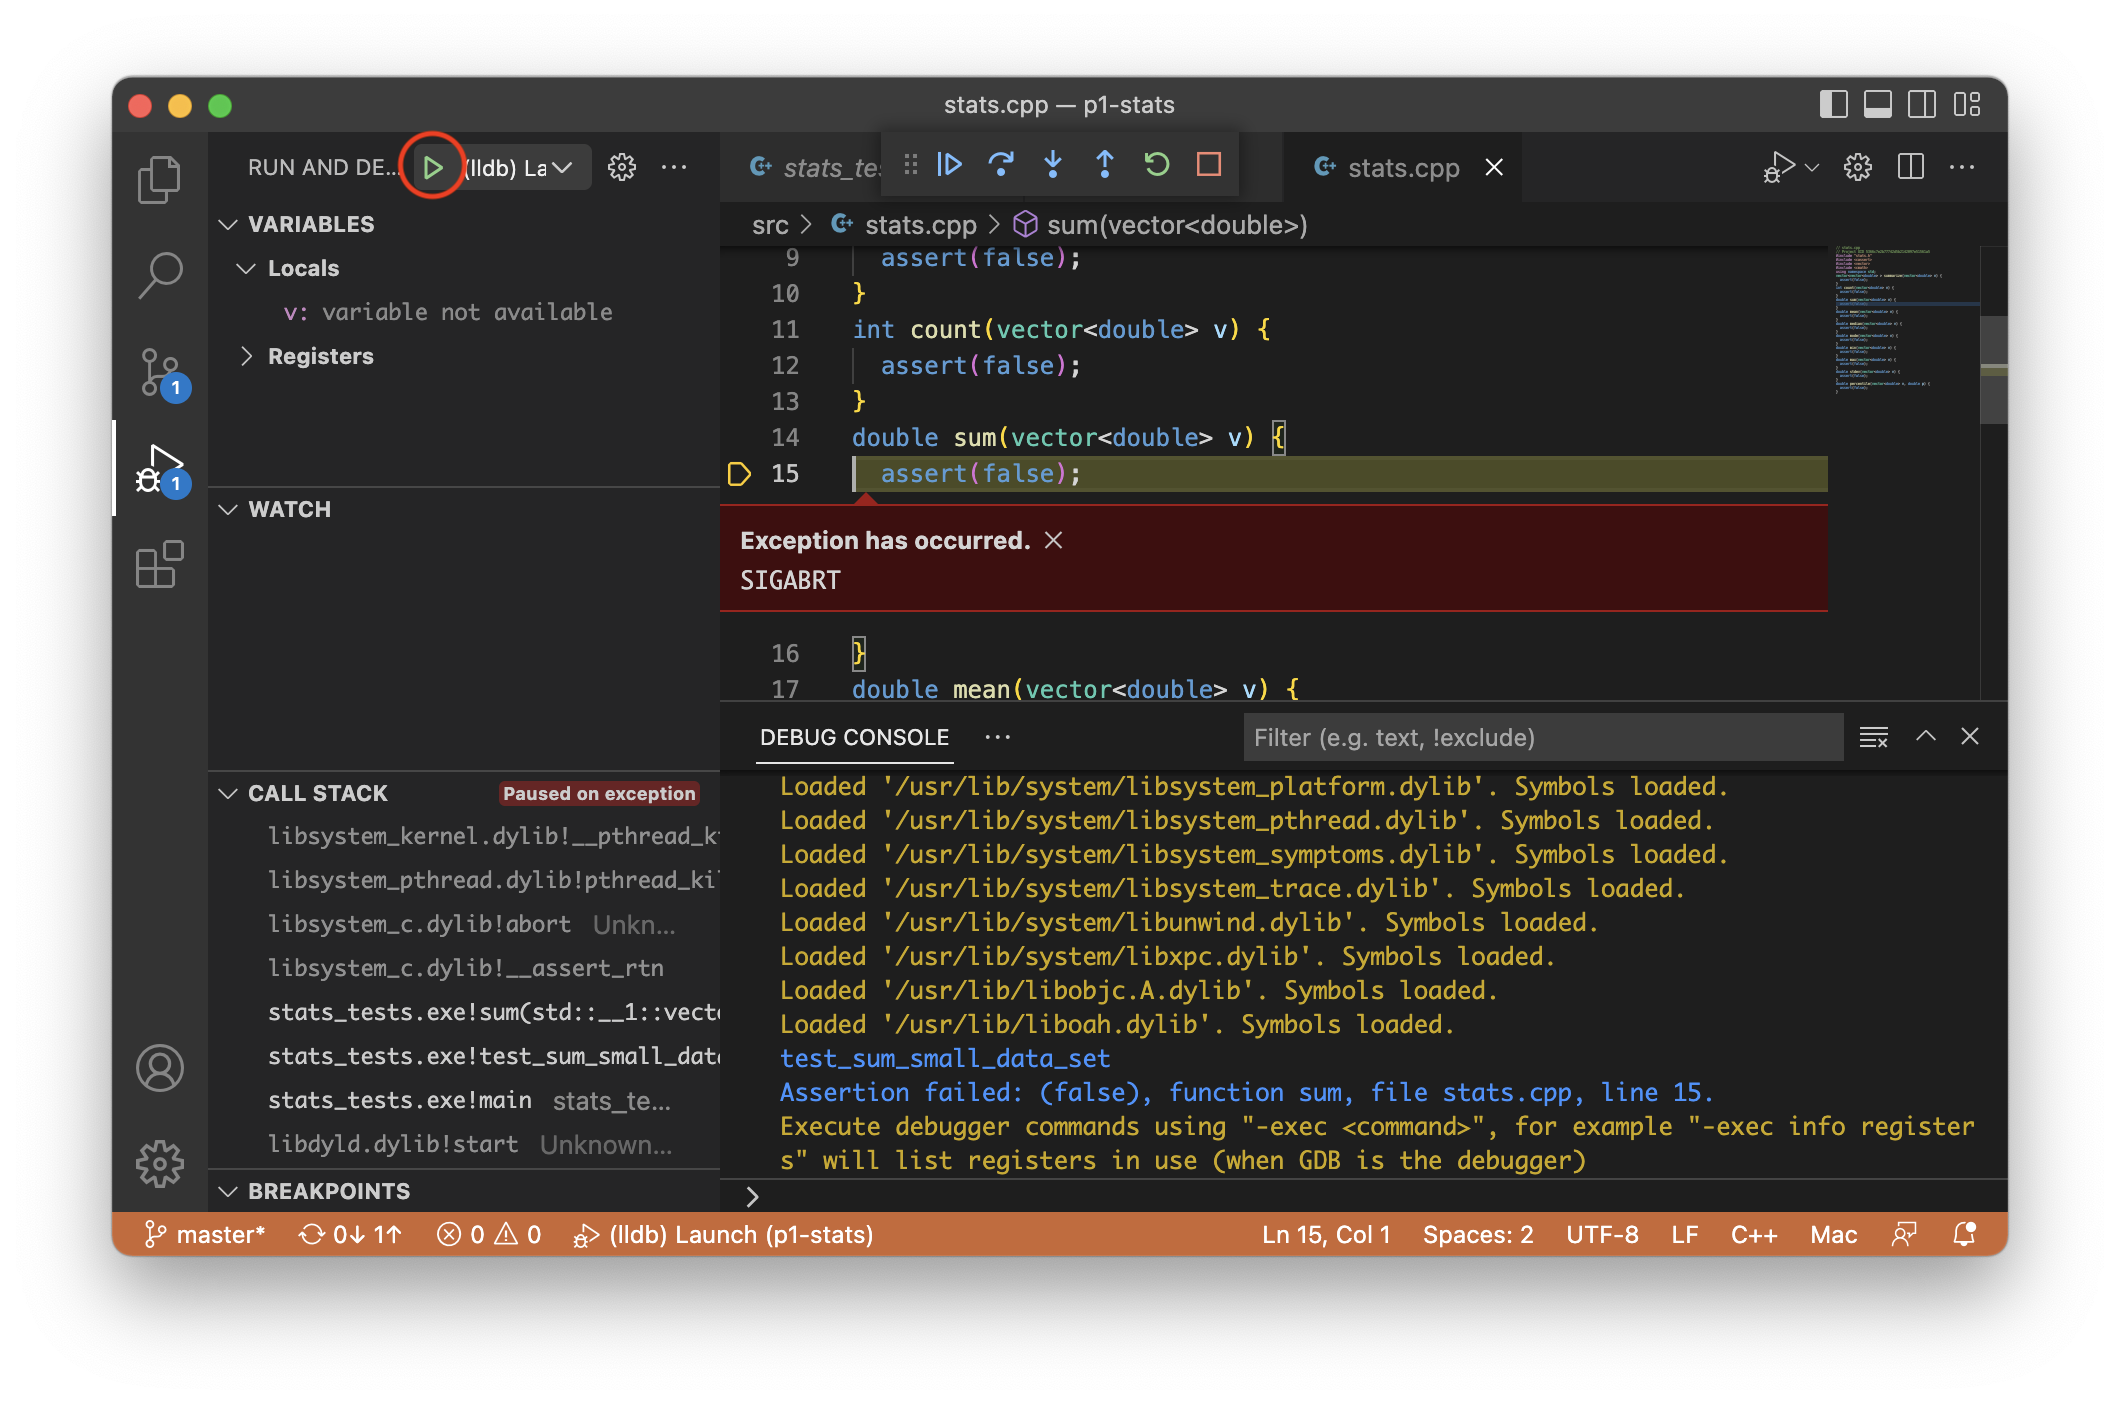 stats.cpp — p1-stats
RUN AND DE...
(lldb) La
VARIABLES
Locals
v: variable not available
Registers
WATCH
CALL STACK
Paused on exception
libsystem_kernel.dylib!__pthread_k
libsystem_pthread.dylib!pthread_kil
libsystem_c.dylib!abort Unkn...
libsystem_c.dylib!__assert_rtn
stats_tests.exe!sum(std::__1::vecto
stats_tests.exe!test_sum_small_data
stats_tests.exe!main stats_te...
libdyld.dylib!start Unknown...
BREAKPOINTS
1
1
stats_tes
stats.cpp
src > stats.cpp > sum(vector<double>)
9 assert(false);
10 }
11 int count(vector<double> v) {
12 assert(false);
13 }
14 double sum(vector<double> v) {
15 assert(false);
Exception has occurred.
SIGABRT
16 }
17 double mean(vector<double> v) {
DEBUG CONSOLE
Filter (e.g. text, !exclude)
Loaded '/usr/lib/system/libsystem_platform.dylib'. Symbols loaded.
Loaded '/usr/lib/system/libsystem_pthread.dylib'. Symbols loaded.
Loaded '/usr/lib/system/libsystem_symptoms.dylib'. Symbols loaded.
Loaded '/usr/lib/system/libsystem_trace.dylib'. Symbols loaded.
Loaded '/usr/lib/system/libunwind.dylib'. Symbols loaded.
Loaded '/usr/lib/system/libxpc.dylib'. Symbols loaded.
Loaded '/usr/lib/libobjc.A.dylib'. Symbols loaded.
Loaded '/usr/lib/liboah.dylib'. Symbols loaded.
test_sum_small_data_set
Assertion failed: (false), function sum, file stats.cpp, line 15.
Execute debugger commands using "-exec <command>", for example "-exec info register
s" will list registers in use (when GDB is the debugger)
>
master* 0↓ 1↑ 0 0 (lldb) Launch (p1-stats) Ln 15, Col 1 Spaces: 2 UTF-8 LF C++ Mac